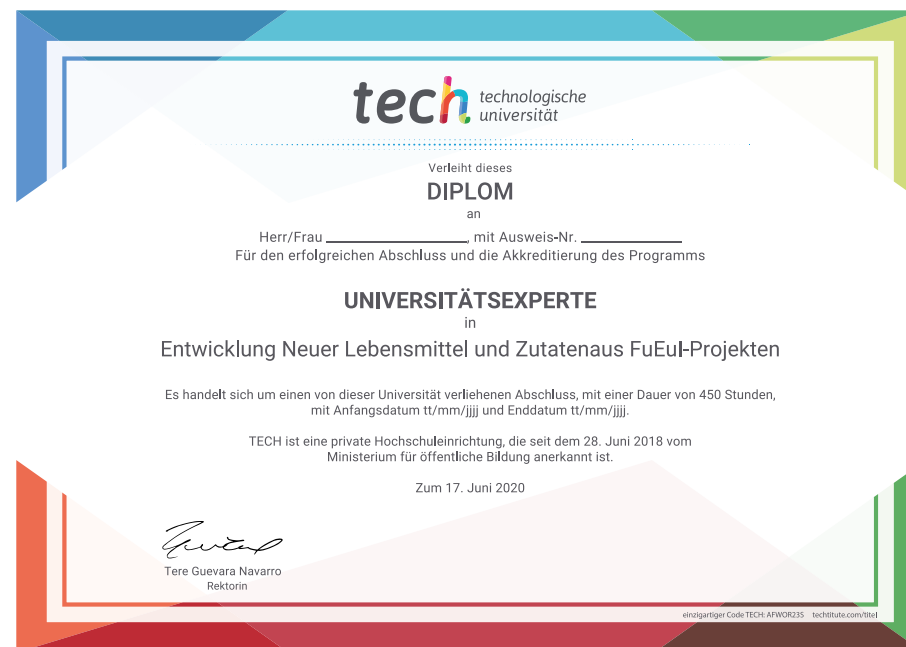 tech technologische
universität
Verleiht dieses
DIPLOM
an
Herr/Frau ____________, mit Ausweis-Nr. ____________
Für den erfolgreichen Abschluss und die Akkreditierung des Programms
UNIVERSITÄTSEXPERTE
in
Entwicklung Neuer Lebensmittel und Zutatenaus FuEuI-Projekten
Es handelt sich um einen von dieser Universität verliehenen Abschluss, mit einer Dauer von 450 Stunden,
mit Anfangsdatum tt/mm/jjjj und Enddatum tt/mm/jjjj.
TECH ist eine private Hochschuleinrichtung, die seit dem 28. Juni 2018 vom
Ministerium für öffentliche Bildung anerkannt ist.
Zum 17. Juni 2020
Tere Guevara Navarro
Rektorin
einzigartiger Code TECH: AFWOR23S techtitute.com/titel